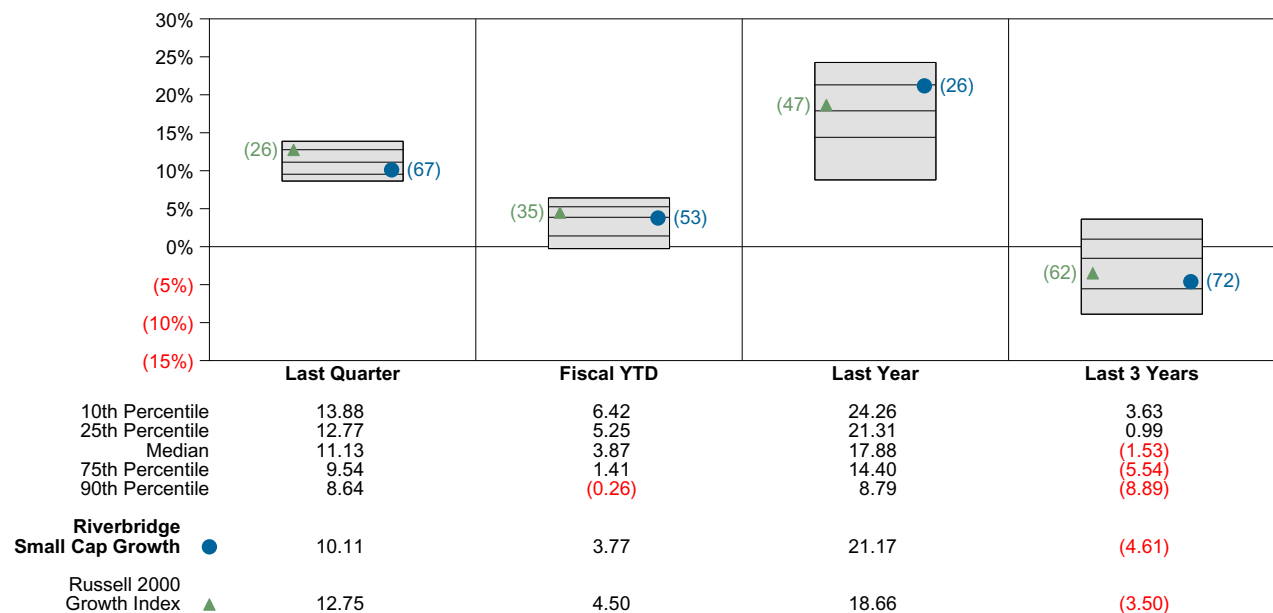 30%
25%
20%
15%
10%
5%
0%
(5%)
(10%)
(15%)
(26)
(67)
(35)
(53)
(47)
(26)
(62)
(72)
Last Quarter Fiscal YTD Last Year Last 3 Years
10th Percentile 13.88 6.42 24.26 3.63
25th Percentile 12.77 5.25 21.31 0.99
Median 11.13 3.87 17.88 (1.53)
75th Percentile 9.54 1.41 14.40 (5.54)
90th Percentile 8.64 (0.26) 8.79 (8.89)
Riverbridge
Small Cap Growth 10.11 3.77 21.17 (4.61)
Russell 2000
Growth Index 12.75 4.50 18.66 (3.50)